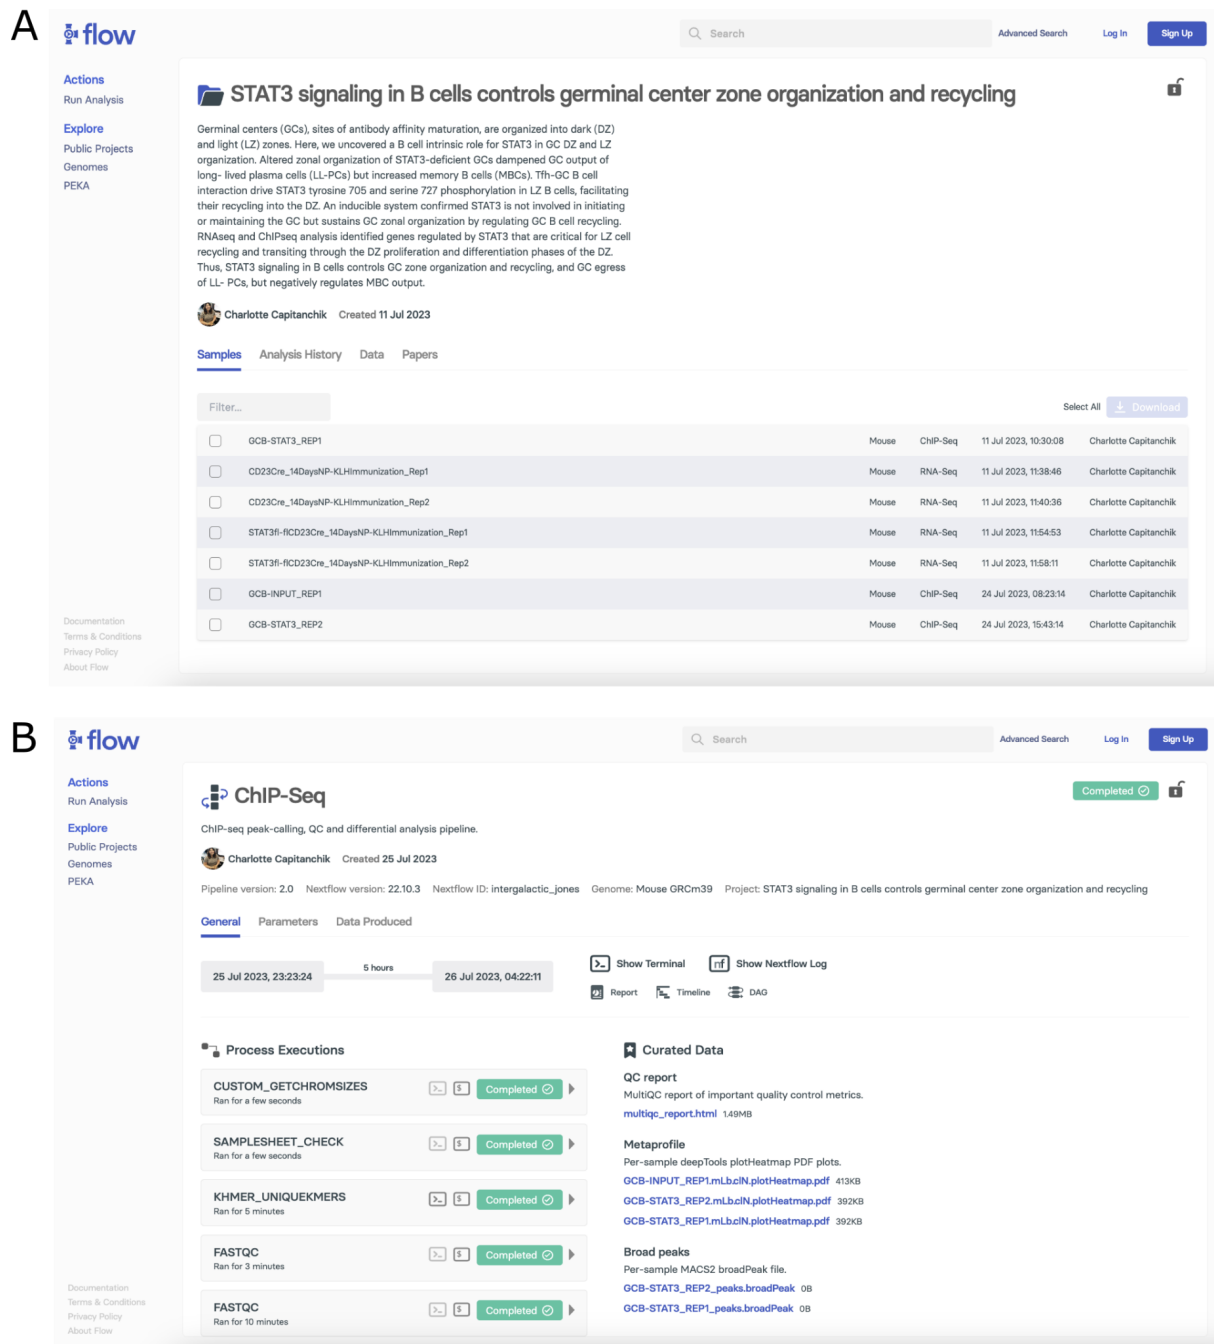 A
flow
Search
Advanced Search
Log In
Sign Up
Actions
Run Analysis
Explore
Public Projects
Genomes
PEKA
STAT3 signaling in B cells controls germinal center zone organization and recycling
Germinal centers (GCs), sites of antibody affinity maturation, are organized into dark (DZ)
and light (LZ) zones. Here, we uncovered a B cell intrinsic role for STAT3 in GC DZ and LZ
organization. Altered zonal organization of STAT3-deficient GCs dampened GC output of
long- lived plasma cells (LL-PCs) but increased memory B cells (MBCs). Tfh-GC B cell
interaction drive STAT3 tyrosine 705 and serine 727 phosphorylation in LZ B cells, facilitating
their recycling into the DZ. An inducible system confirmed STAT3 is not involved in initiating
or maintaining the GC but sustains GC zonal organization by regulating GC B cell recycling.
RNAseq and ChIPseq analysis identified genes regulated by STAT3 that are critical for LZ cell
recycling and transiting through the DZ proliferation and differentiation phases of the DZ.
Thus, STAT3 signaling in B cells controls GC zone organization and recycling, and GC egress
of LL- PCs, but negatively regulates MBC output.
Charlotte Capitanchik Created 11 Jul 2023
Samples Analysis History Data Papers
Filter...
Select All Download
GCB-STAT3_REP1 Mouse ChIP-Seq 11 Jul 2023, 10:30:08 Charlotte Capitanchik
CD23Cre_14DaysNP-KLHImmunization_Rep1 Mouse RNA-Seq 11 Jul 2023, 11:38:46 Charlotte Capitanchik
CD23Cre_14DaysNP-KLHImmunization_Rep2 Mouse RNA-Seq 11 Jul 2023, 11:40:36 Charlotte Capitanchik
STAT3fl-flCD23Cre_14DaysNP-KLHImmunization_Rep1 Mouse RNA-Seq 11 Jul 2023, 11:54:53 Charlotte Capitanchik
STAT3fl-flCD23Cre_14DaysNP-KLHImmunization_Rep2 Mouse RNA-Seq 11 Jul 2023, 11:58:11 Charlotte Capitanchik
GCB-INPUT_REP1 Mouse ChIP-Seq 24 Jul 2023, 08:23:14 Charlotte Capitanchik
GCB-STAT3_REP2 Mouse ChIP-Seq 24 Jul 2023, 15:43:14 Charlotte Capitanchik
Documentation
Terms & Conditions
Privacy Policy
About Flow
B
flow
Search
Advanced Search
Log In
Sign Up
Actions
Run Analysis
Explore
Public Projects
Genomes
PEKA
ChIP-Seq
Completed
ChIP-seq peak-calling, QC and differential analysis pipeline.
Charlotte Capitanchik Created 25 Jul 2023
Pipeline version: 2.0 Nextflow version: 22.10.3 Nextflow ID: intergalactic_jones Genome: Mouse GRCm39 Project: STAT3 signaling in B cells controls germinal center zone organization and recycling
General Parameters Data Produced
25 Jul 2023, 23:23:24
5 hours
26 Jul 2023, 04:22:11
Show Terminal
nf Show Nextflow Log
Report Timeline DAG
Process Executions
CUSTOM_GETCHROMSIZES
Ran for a few seconds
Completed
SAMPLESHEET_CHECK
Ran for a few seconds
Completed
KHMER_UNIQUEKMERS
Ran for 5 minutes
Completed
FASTQC
Ran for 3 minutes
Completed
FASTQC
Ran for 10 minutes
Completed
Curated Data
QC report
MultiQC report of important quality control metrics.
multiqc_report.html 1.49MB
Metaprofile
Per-sample deepTools plotHeatmap PDF plots.
GCB-INPUT_REP1.mLb.clN.plotHeatmap.pdf 413KB
GCB-STAT3_REP2.mLb.clN.plotHeatmap.pdf 392KB
GCB-STAT3_REP1.mLb.clN.plotHeatmap.pdf 392KB
Broad peaks
Per-sample MACS2 broadPeak file.
GCB-STAT3_REP2_peaks.broadPeak 0B
GCB-STAT3_REP1_peaks.broadPeak 0B
Documentation
Terms & Conditions
Privacy Policy
About Flow